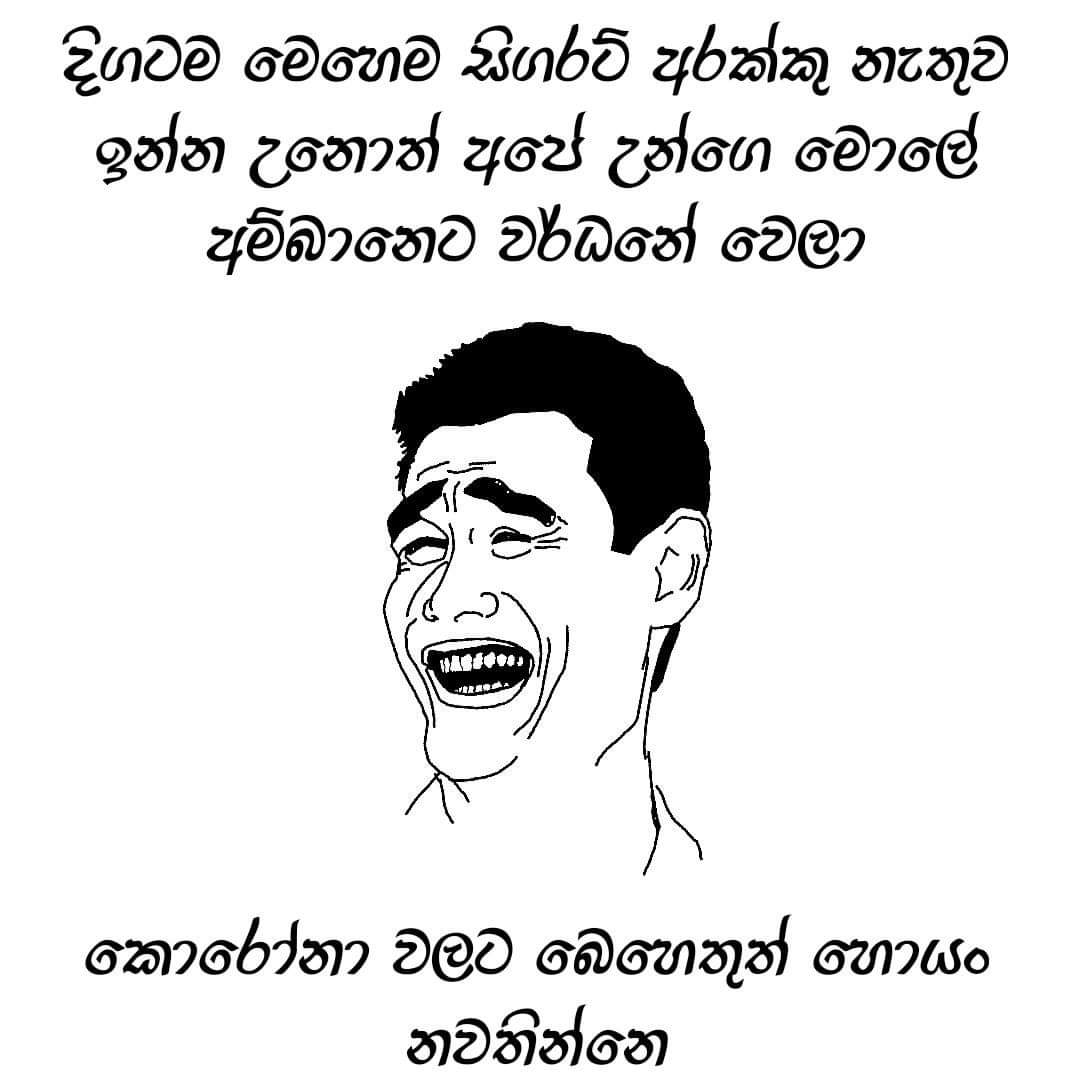 දිගටම මෙහෙම සිගරට් අරක්කු නැතුව
ඉන්න උනොත් අපේ උන්ගෙ මොලේ
අම්බානෙට වර්ධනේ වෙලා
කොරෝනා වලට බෙහෙතුත් හොයං
නවතින්නෙ